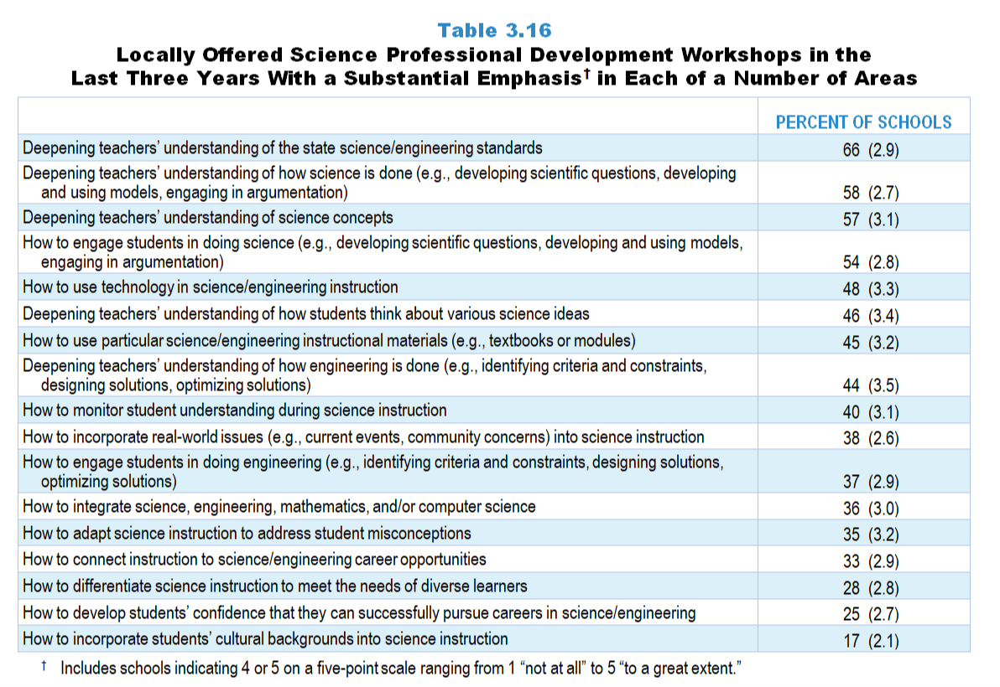 Table 3.16
Locally Offered Science Professional Development Workshops in the
Last Three Years With a Substantial Emphasis† in Each of a Number of Areas
PERCENT OF SCHOOLS
Deepening teachers’ understanding of the state science/engineering standards 66 (2.9)
Deepening teachers’ understanding of how science is done (e.g., developing scientific questions, developing
and using models, engaging in argumentation) 58 (2.7)
Deepening teachers’ understanding of science concepts 57 (3.1)
How to engage students in doing science (e.g., developing scientific questions, developing and using models,
engaging in argumentation) 54 (2.8)
How to use technology in science/engineering instruction 48 (3.3)
Deepening teachers’ understanding of how students think about various science ideas 46 (3.4)
How to use particular science/engineering instructional materials (e.g., textbooks or modules) 45 (3.2)
Deepening teachers’ understanding of how engineering is done (e.g., identifying criteria and constraints,
designing solutions, optimizing solutions) 44 (3.5)
How to monitor student understanding during science instruction 40 (3.1)
How to incorporate real-world issues (e.g., current events, community concerns) into science instruction 38 (2.6)
How to engage students in doing engineering (e.g., identifying criteria and constraints, designing solutions,
optimizing solutions) 37 (2.9)
How to integrate science, engineering, mathematics, and/or computer science 36 (3.0)
How to adapt science instruction to address student misconceptions 35 (3.2)
How to connect instruction to science/engineering career opportunities 33 (2.9)
How to differentiate science instruction to meet the needs of diverse learners 28 (2.8)
How to develop students’ confidence that they can successfully pursue careers in science/engineering 25 (2.7)
How to incorporate students’ cultural backgrounds into science instruction 17 (2.1)
† Includes schools indicating 4 or 5 on a five-point scale ranging from 1 “not at all” to 5 “to a great extent.”